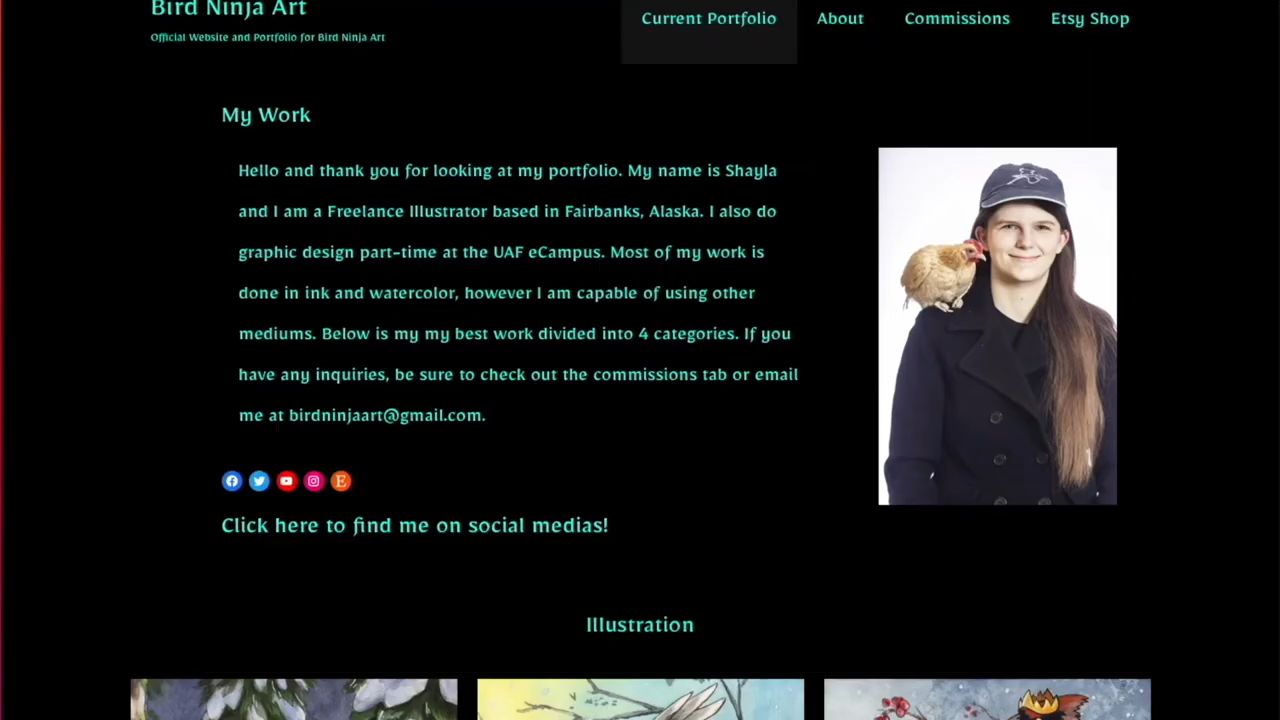 Bird Ninja Art
Official Website and Portfolio for Bird Ninja Art
Current Portfolio
About
Commissions
Etsy Shop
My Work
Hello and thank you for looking at my portfolio. My name is Shayla
and I am a Freelance Illustrator based in Fairbanks, Alaska. I also do
graphic design part-time at the UAF eCampus. Most of my work is
done in ink and watercolor, however I am capable of using other
mediums. Below is my my best work divided into 4 categories. If you
have any inquiries, be sure to check out the commissions tab or email
me at birdninjaart@gmail.com.
Click here to find me on social medias!
Illustration